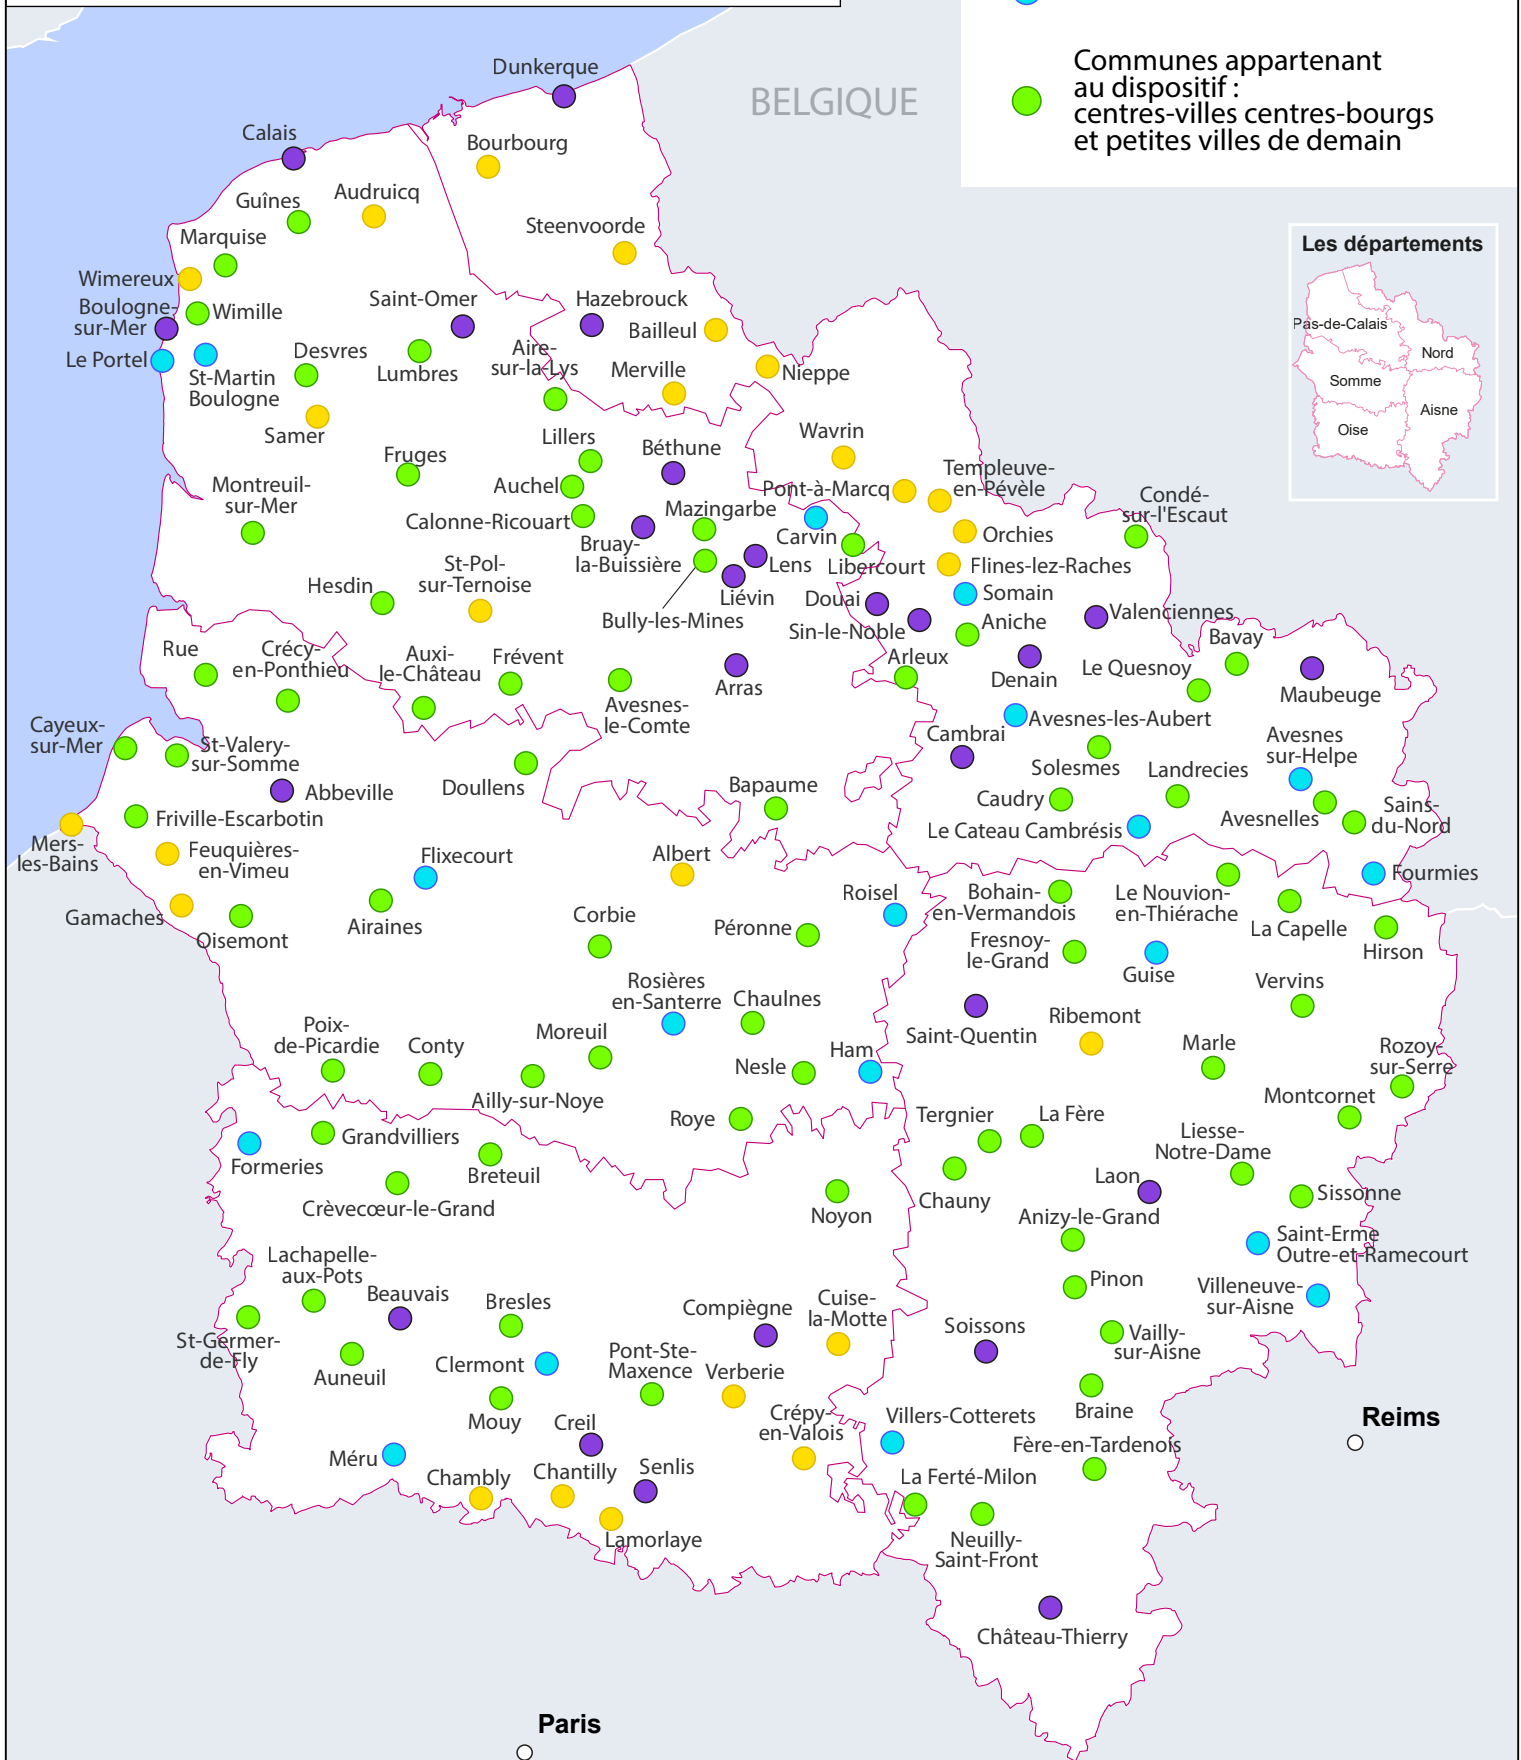 Communes appartenant
au dispositif :
centres-villes centres-bourgs
et petites villes de demain
BELGIQUE
Les départements
Pas-de-Calais
Nord
Somme
Aisne
Oise
Dunkerque
Calais
Bourbourg
Audruicq
Guînes
Steenvoorde
Marquise
Wimereux
Boulogne-
sur-Mer
Wimille
Saint-Omer
Hazebrouck
Bailleul
Le Portel
St-Martin
Boulogne
Desvres
Lumbres
Aire-
sur-la-Lys
Merville
Nieppe
Samer
Fruges
Lillers
Béthune
Wavrin
Auchel
Pont-à-Marcq
Templeuve-
en-Pévèle
Montreuil-
sur-Mer
Calonne-Ricouart
Mazingarbe
Carvin
Orchies
Condé-
sur-l'Escaut
Bruay-
la-Buissière
Lens
Libercourt
Flines-lez-Raches
St-Pol-
sur-Ternoise
Hesdin
Liévin
Bully-les-Mines
Douai
Somain
Sin-le-Noble
Aniche
Valenciennes
Rue
Crécy-
en-Ponthieu
Auxi-
le-Château
Frévent
Arras
Arleux
Denain
Le Quesnoy
Bavay
Maubeuge
Avesnes-
le-Comte
Cayeux-
sur-Mer
St-Valery-
sur-Somme
Cambrai
Avesnes-les-Aubert
Solesmes
Landrecies
Avesnes
sur-Helpe
Abbeville
Doullens
Bapaume
Caudry
Le Cateau Cambrésis
Avesnelles
Sains-
du-Nord
Friville-Escarbotin
Mers-
les-Bains
Feuquières-
en-Vimeu
Flixecourt
Albert
Fourmies
Gamaches
Oisemont
Airaines
Corbie
Péronne
Roisel
Bohain-
en-Vermandois
Le Nouvion-
en-Thiérache
La Capelle
Hirson
Fresnoy-
le-Grand
Guise
Vervins
Rosières
en-Santerre
Chaulnes
Saint-Quentin
Ribemont
Poix-
de-Picardie
Conty
Moreuil
Ailly-sur-Noye
Nesle
Ham
Marle
Rozoy-
sur-Serre
Montcornet
Roye
Tergnier
La Fère
Liesse-
Notre-Dame
Formeries
Grandvilliers
Breteuil
Crèvecœur-le-Grand
Noyon
Chauny
Laon
Sissonne
Anizy-le-Grand
Saint-Erme
Outre-et-Ramecourt
Lachapelle-
aux-Pots
Beauvais
Bresles
Compiègne
Cuise-
la-Motte
Pinon
Villeneuve-
sur-Aisne
St-Germer-
de-Fly
Auneuil
Clermont
Pont-Ste-
Maxence
Verberie
Soissons
Vailly-
sur-Aisne
Mouy
Creil
Crépy-
en-Valois
Villers-Cotterets
Braine
Reims
Méru
Chambly
Chantilly
Senlis
Lamorlaye
Fère-en-Tardenois
La Ferté-Milon
Neuilly-
Saint-Front
Château-Thierry
Paris